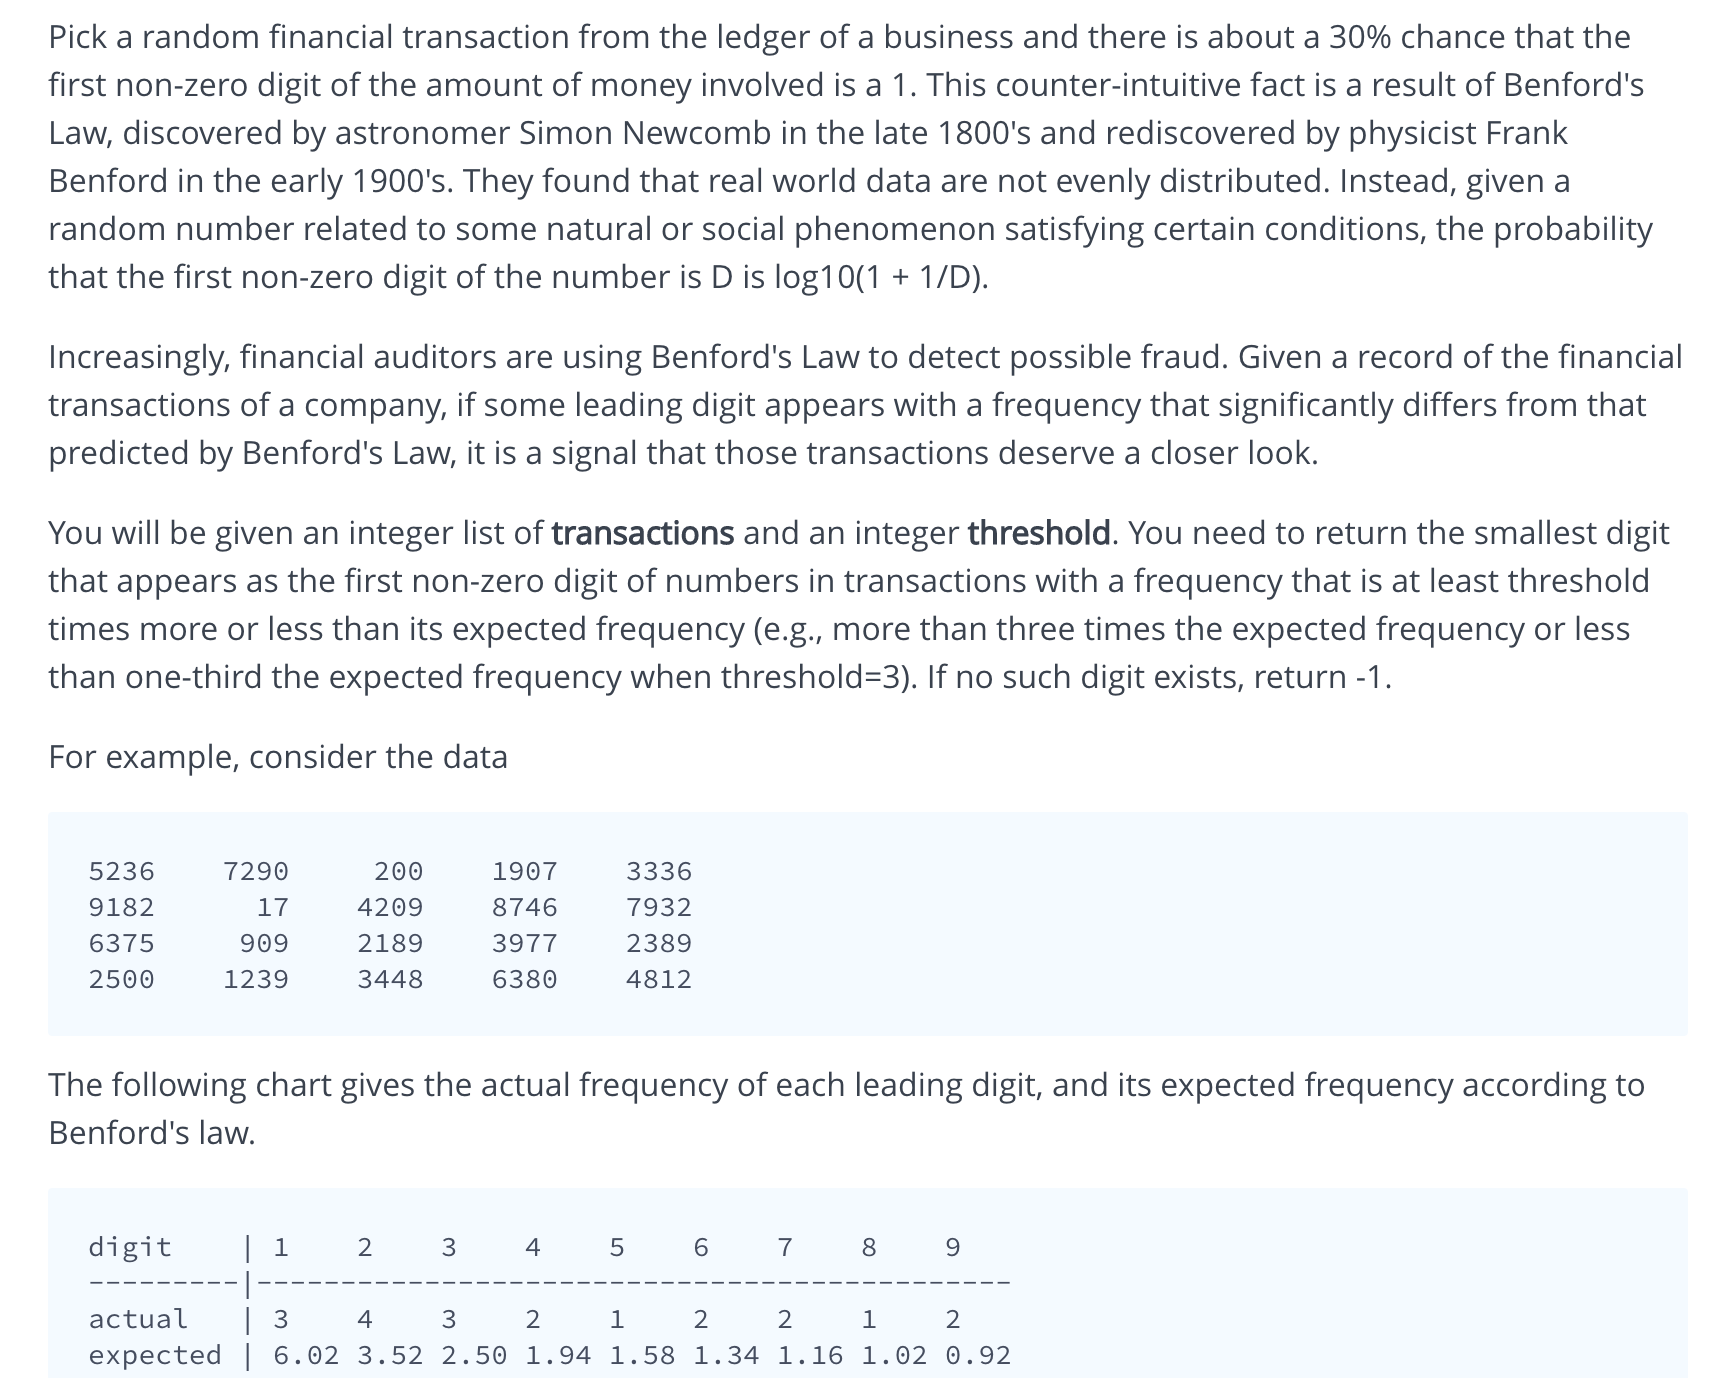 Pick a random financial transaction from the ledger of a business and there is about a 30% chance that the
first non-zero digit of the amount of money involved is a 1. This counter-intuitive fact is a result of Benford's
Law, discovered by astronomer Simon Newcomb in the late 1800's and rediscovered by physicist Frank
Benford in the early 1900's. They found that real world data are not evenly distributed. Instead, given a
random number related to some natural or social phenomenon satisfying certain conditions, the probability
that the first non-zero digit of the number is D is log10(1 + 1/D).
Increasingly, financial auditors are using Benford's Law to detect possible fraud. Given a record of the financial
transactions of a company, if some leading digit appears with a frequency that significantly differs from that
predicted by Benford's Law, it is a signal that those transactions deserve a closer look.
You will be given an integer list of transactions and an integer threshold. You need to return the smallest digit
that appears as the first non-zero digit of numbers in transactions with a frequency that is at least threshold
times more or less than its expected frequency (e.g., more than three times the expected frequency or less
than one-third the expected frequency when threshold=3). If no such digit exists, return -1.
For example, consider the data
5236    7290     200    1907    3336
9182      17    4209    8746    7932
6375     909    2189    3977    2389
2500    1239    3448    6380    4812
The following chart gives the actual frequency of each leading digit, and its expected frequency according to
Benford's law.
digit    | 1    2    3    4    5    6    7    8    9
---------|---------------------------------------------
actual   | 3    4    3    2    1    2    2    1    2
expected | 6.02 3.52 2.50 1.94 1.58 1.34 1.16 1.02 0.92